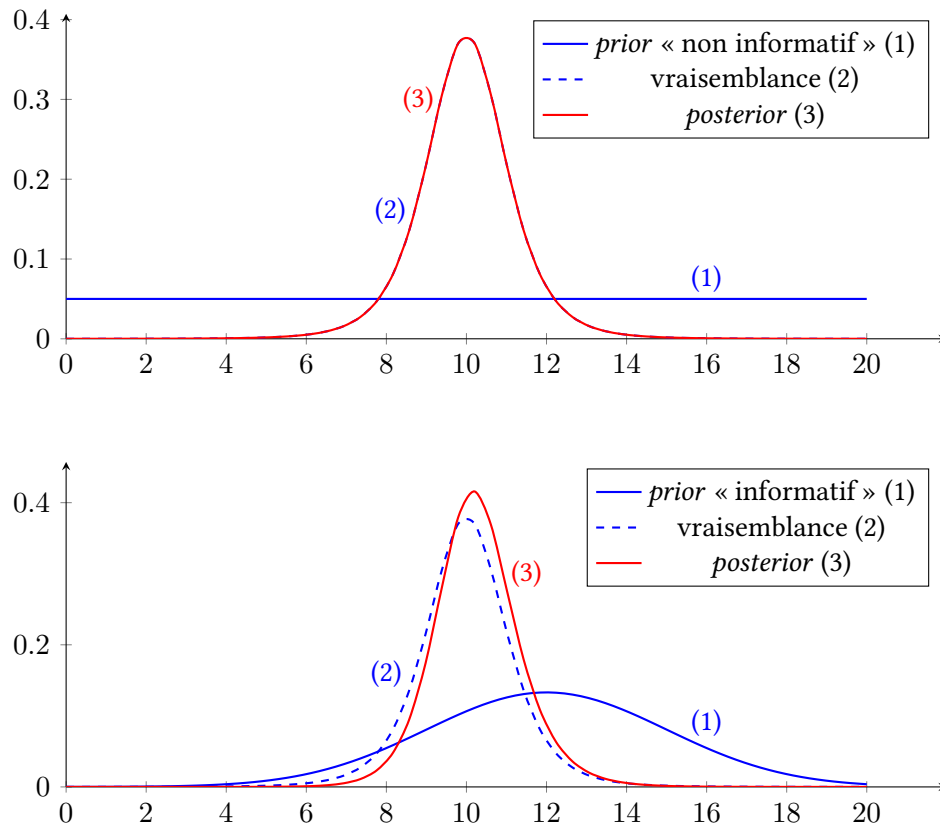 0.4
prior « non informatif » (1)
vraisemblance (2)
posterior (3)
(3)
0.3
(2)
0.2
0.1
(1)
0
0 2 4 6 8 10 12 14 16 18 20
prior « informatif » (1)
vraisemblance (2)
posterior (3)
0.4
(3)
0.2
(2)
(1)
0
0 2 4 6 8 10 12 14 16 18 20